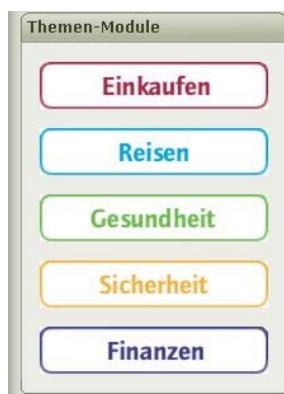 Themen-Module
Einkaufen
Reisen
Gesundheit
Sicherheit
Finanzen